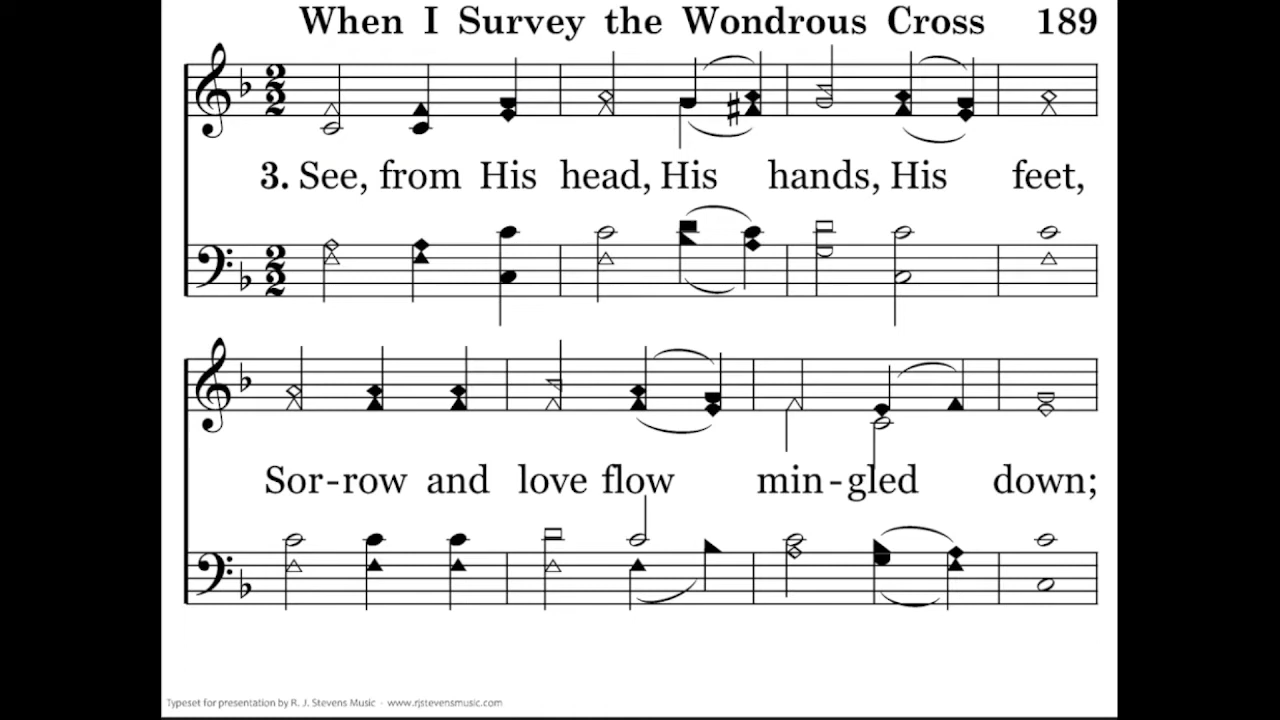 When I Survey the Wondrous Cross 189
3. See, from His head, His hands, His feet,
Sor-row and love flow min-gled down;
Typeset for presentation by R. J. Stevens Music · www.rjstevensmusic.com